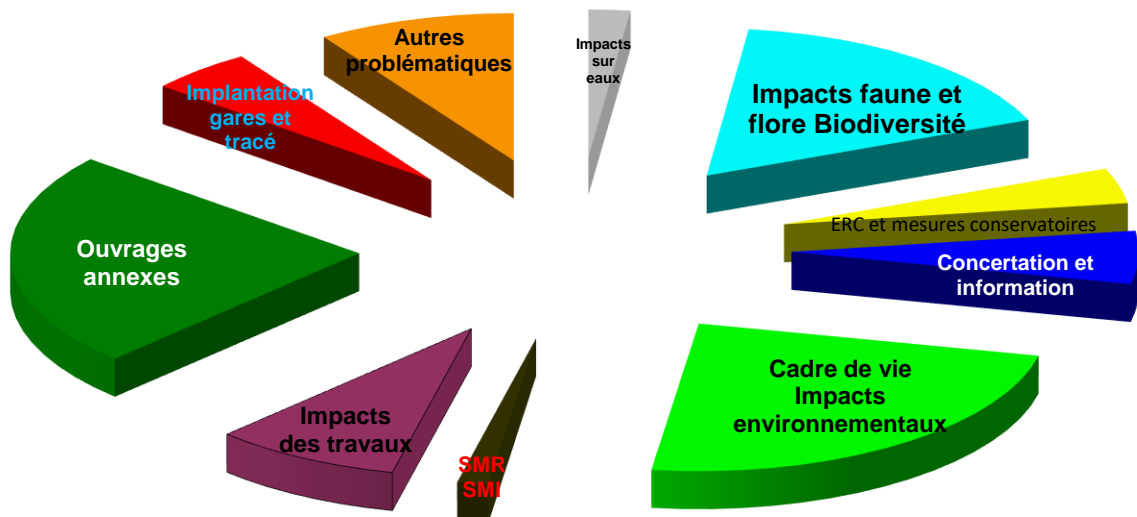 Autres
problématiques
Impacts
sur
eaux
Impacts faune et
flore Biodiversité
Implantation
gares et
tracé
ERC et mesures conservatoires
Concertation et
information
Ouvrages
annexes
Cadre de vie
Impacts
environnementaux
Impacts
des travaux
SMR
SMI